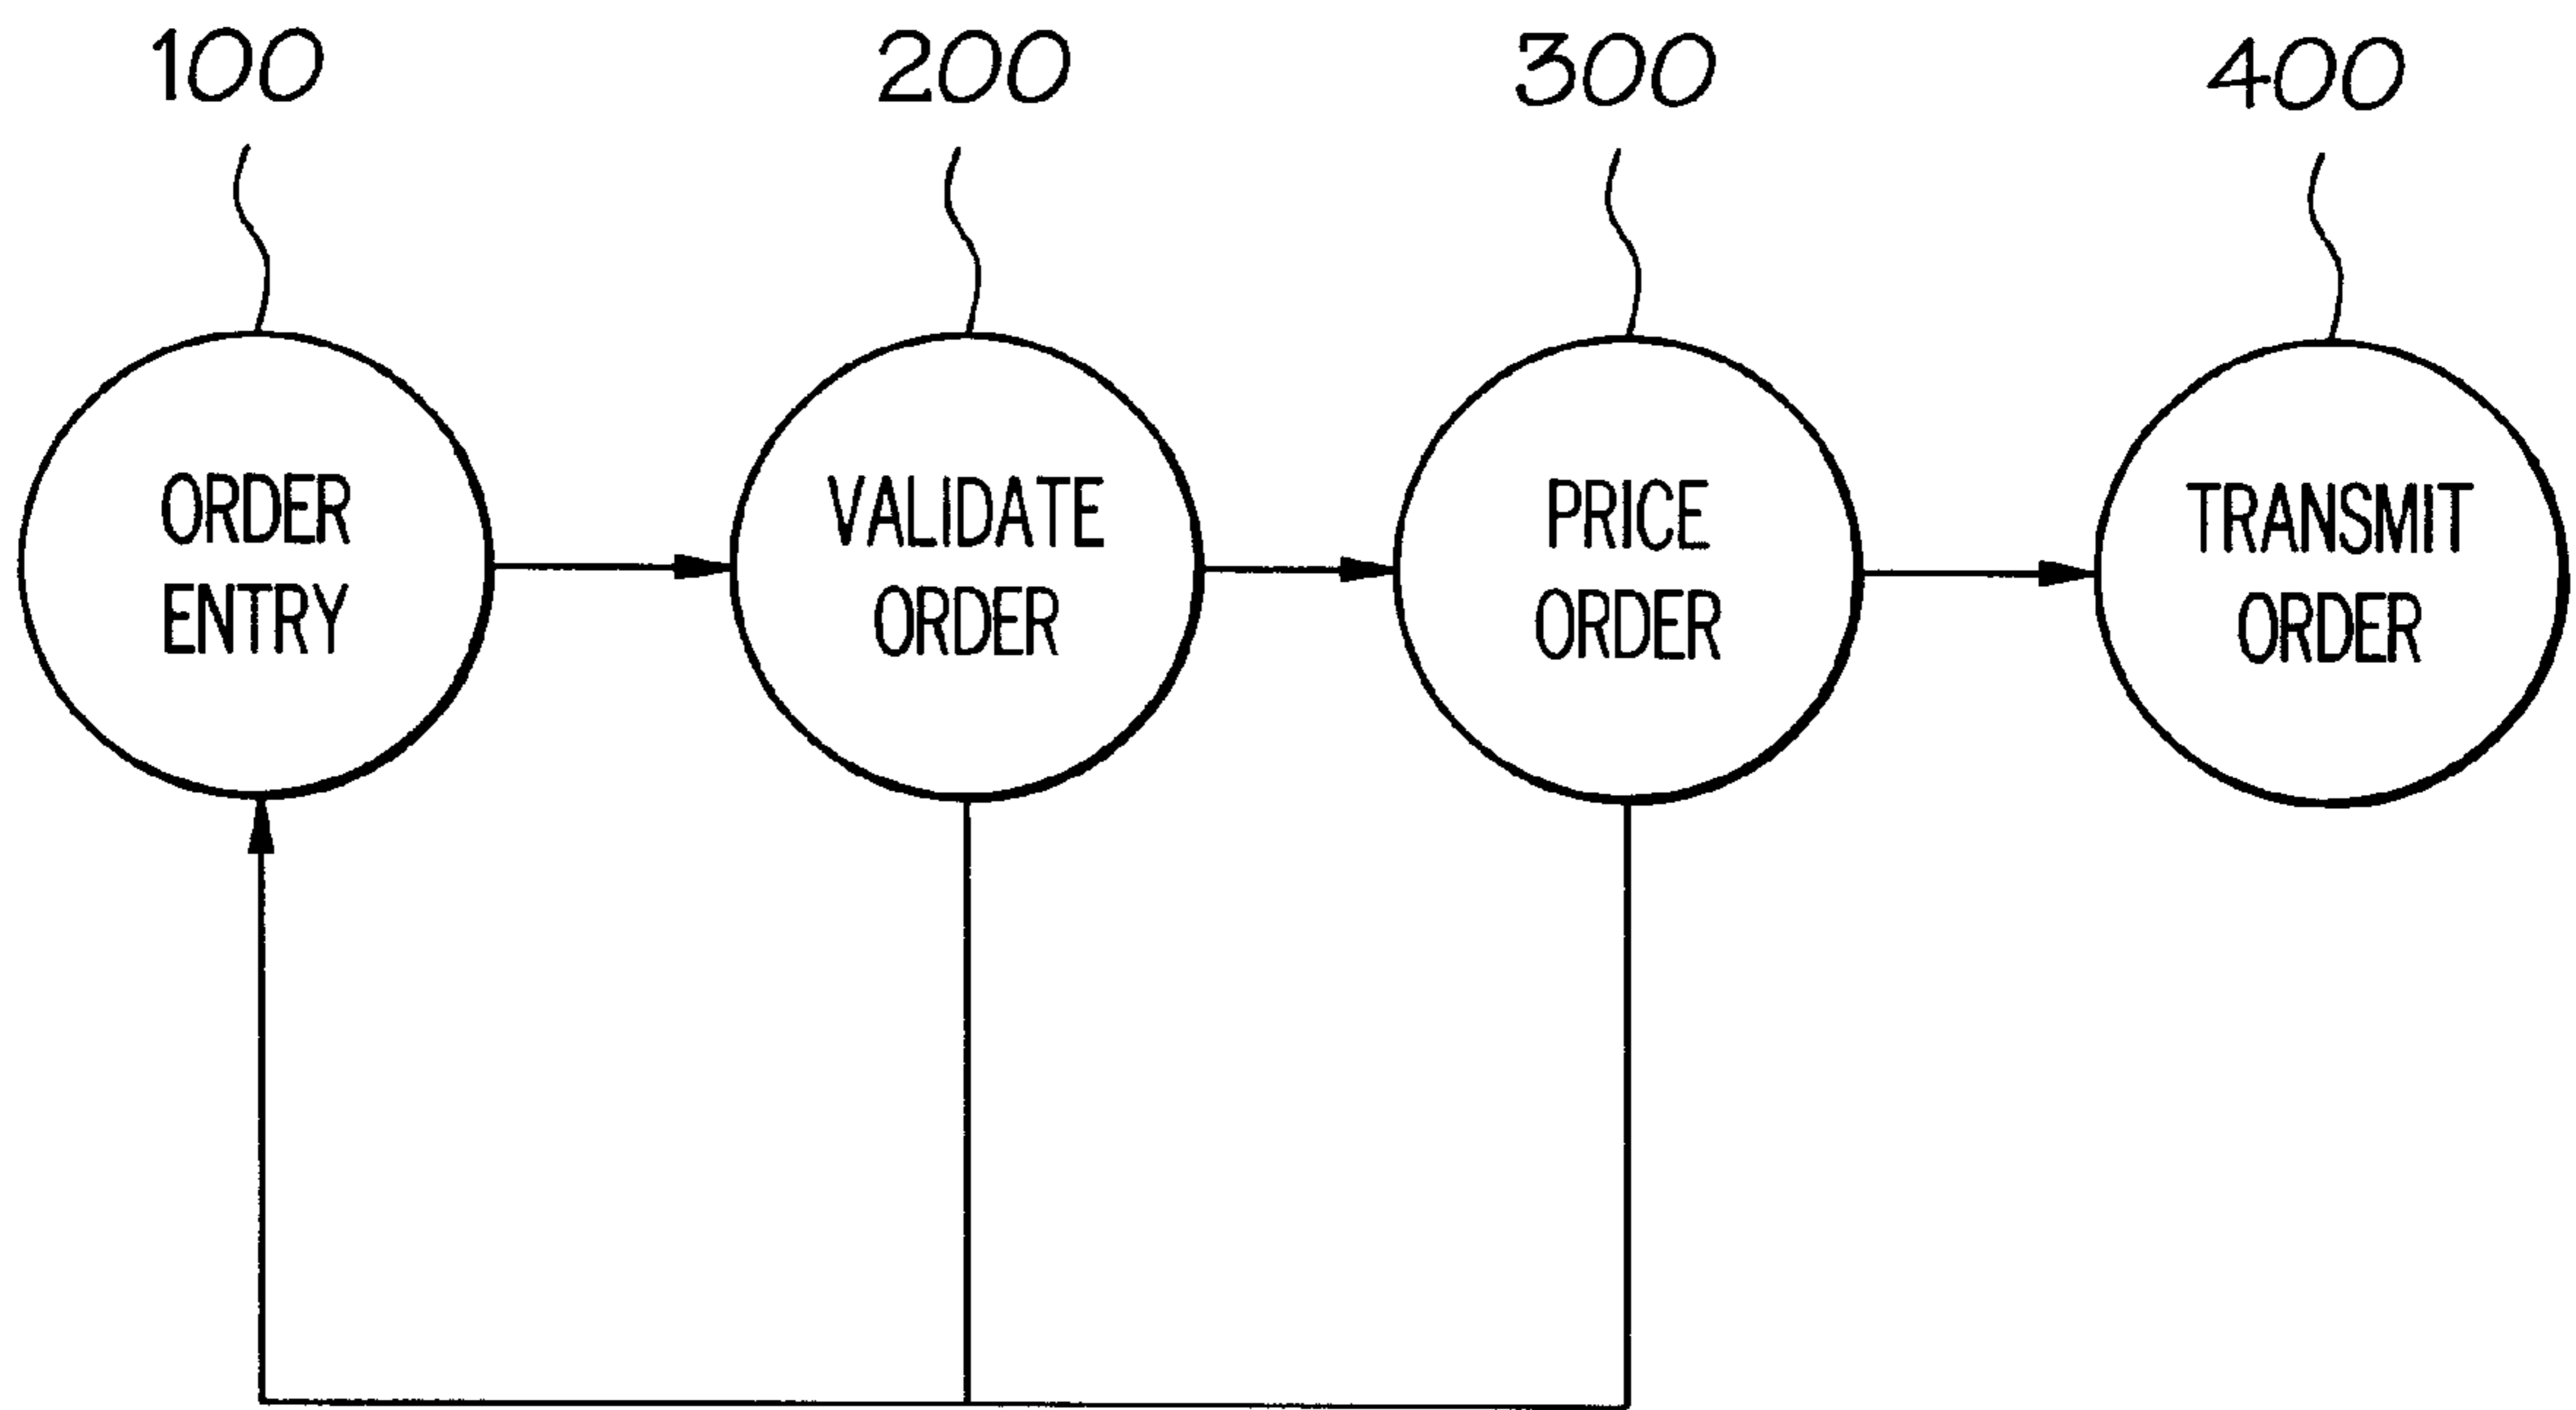 100
200
300
400
ORDER
ENTRY
VALIDATE
ORDER
PRICE
ORDER
TRANSMIT
ORDER